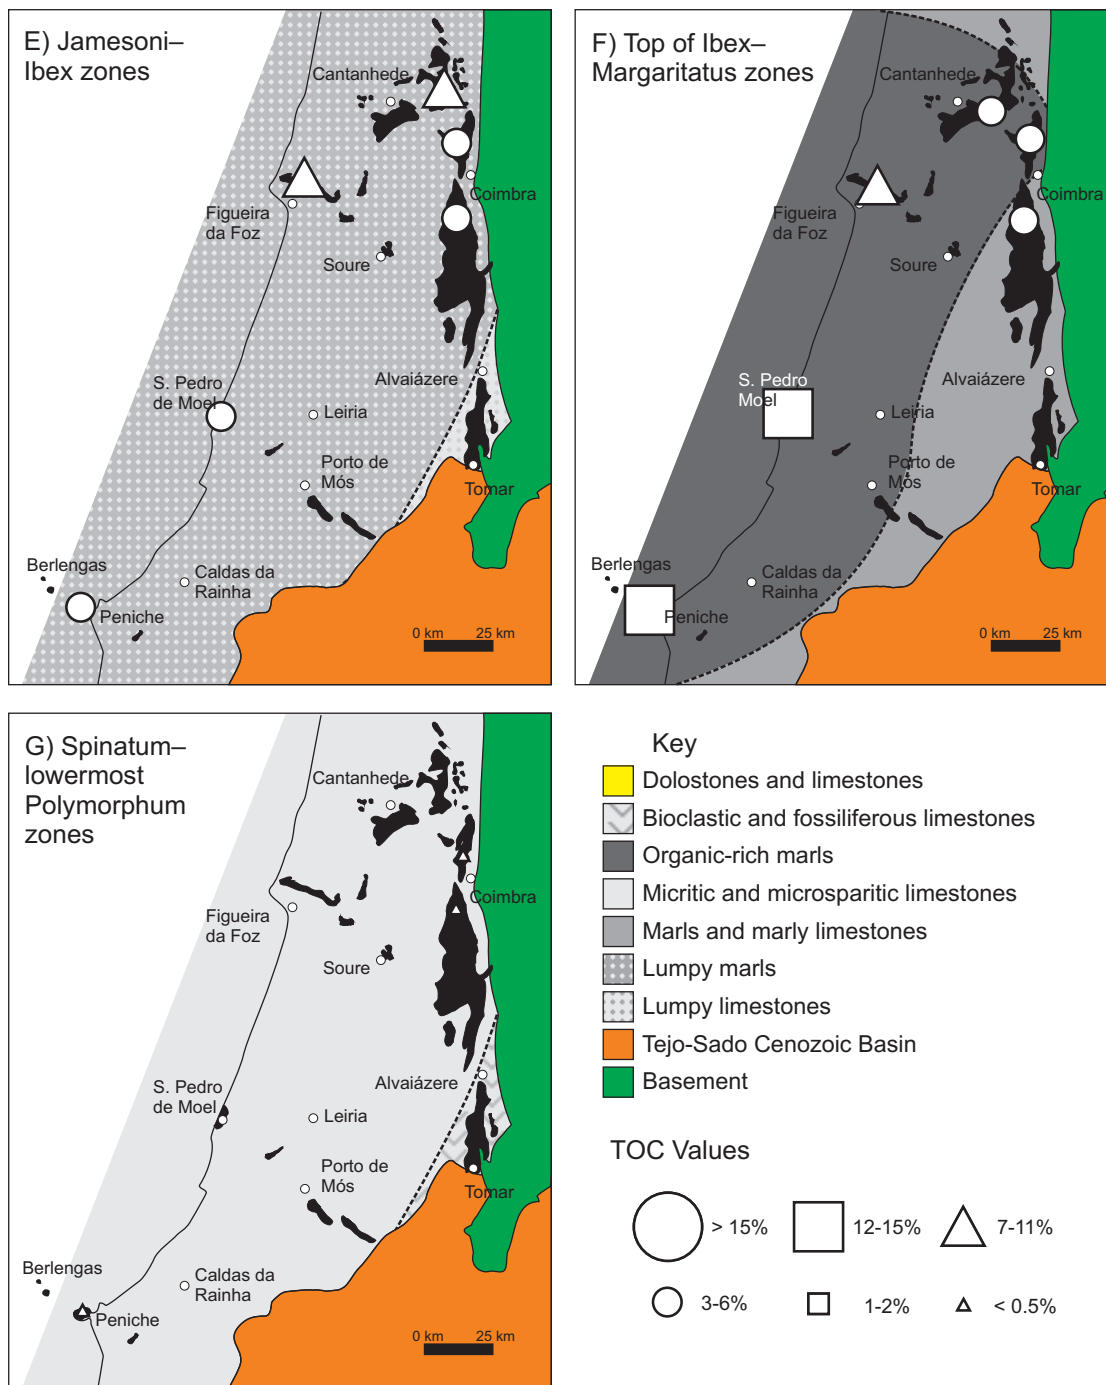 E) Jamesoni–
Ibex zones
Cantanhede
Coimbra
Figueira
da Foz
Soure
Alvaiázere
S. Pedro
de Moel
Leiria
Porto de
Mós
Tomar
Berlengas
Caldas da
Rainha
Peniche
0 km 25 km
F) Top of Ibex–
Margaritatus zones
Cantanhede
Coimbra
Figueira
da Foz
Soure
Alvaiázere
S. Pedro
Moel
Leiria
Porto de
Mós
Tomar
Berlengas
Caldas da
Rainha
Peniche
0 km 25 km
G) Spinatum–
lowermost
Polymorphum
zones
Cantanhede
Coimbra
Figueira
da Foz
Soure
Alvaiázere
S. Pedro
de Moel
Leiria
Porto de
Mós
Tomar
Berlengas
Caldas da
Rainha
Peniche
0 km 25 km
Key
Dolostones and limestones
Bioclastic and fossiliferous limestones
Organic-rich marls
Micritic and microsparitic limestones
Marls and marly limestones
Lumpy marls
Lumpy limestones
Tejo-Sado Cenozoic Basin
Basement
TOC Values
> 15% 12-15% 7-11%
3-6% 1-2% < 0.5%